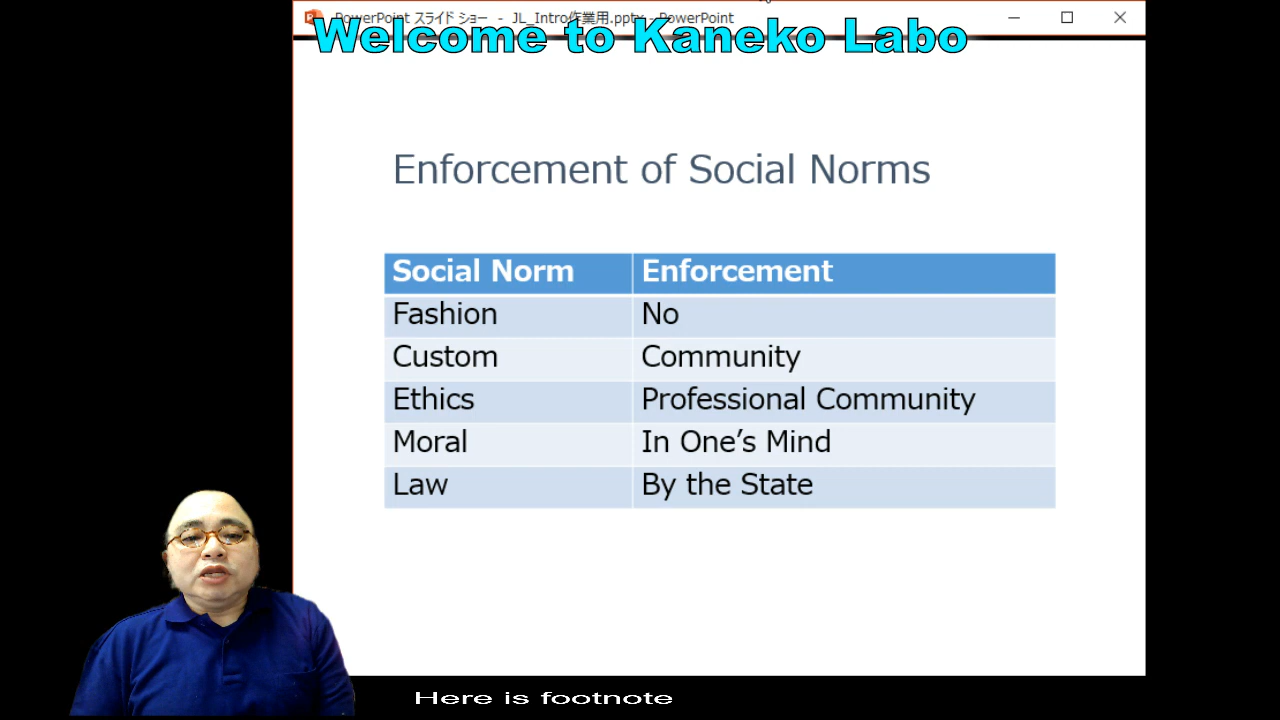 PowerPoint スライド ショー - JL_Intro作業用.pptx - PowerPoint
Welcome to Kaneko Labo
Enforcement of Social Norms
Social Norm Enforcement
Fashion No
Custom Community
Ethics Professional Community
Moral In One’s Mind
Law By the State
Here is footnote